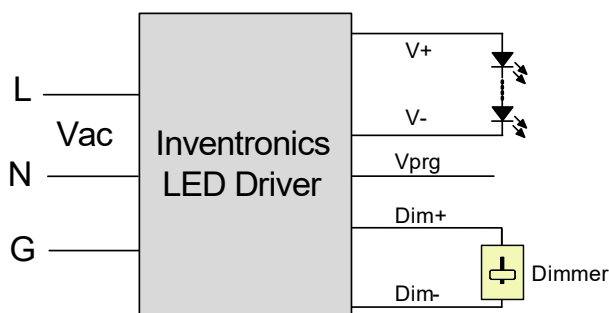 L
Vac
N
G
Inventronics
LED Driver
V+
V-
Vprg
Dim+
Dim-
Dimmer